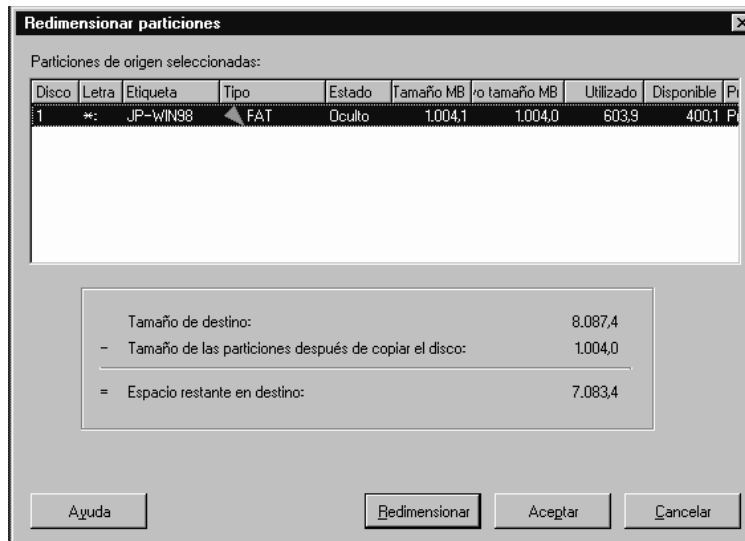 Redimensionar particiones
Particiones de origen seleccionadas:
Disco Letra Etiqueta Tipo Estado Tamaño MB vo tamaño MB Utilizado Disponible
1 *: JP-WIN98 FAT Oculto 1.004,1 1.004,0 603,9 400,1
Tamaño de destino: 8.087,4
- Tamaño de las particiones después de copiar el disco: 1.004,0
= Espacio restante en destino: 7.083,4
Ayuda Redimensionar Aceptar Cancelar